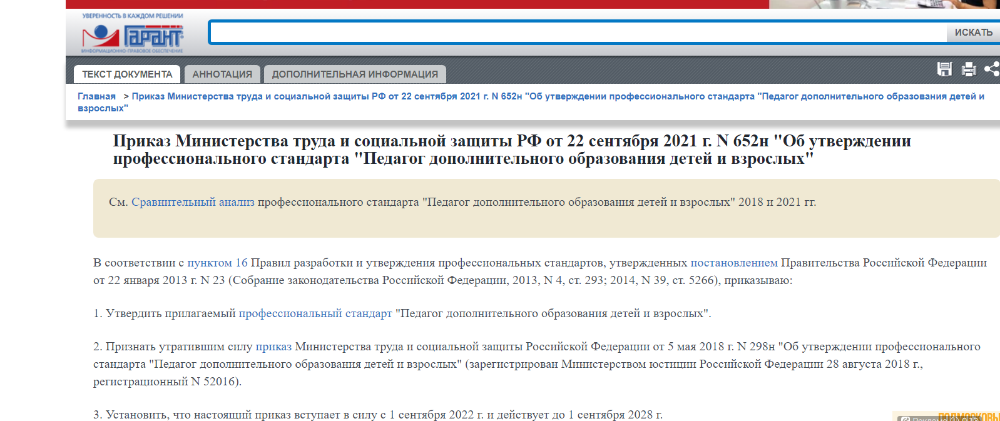 УВЕРЕННОСТЬ В КАЖДОМ РЕШЕНИИ
ГАРАНТ
ИНФОРМАЦИОННО-ПРАВОВОЕ ОБЕСПЕЧЕНИЕ
ИСКАТЬ
ТЕКСТ ДОКУМЕНТА АННОТАЦИЯ ДОПОЛНИТЕЛЬНАЯ ИНФОРМАЦИЯ
Главная > Приказ Министерства труда и социальной защиты РФ от 22 сентября 2021 г. N 652н "Об утверждении профессионального стандарта "Педагог дополнительного образования детей и
взрослых"
Приказ Министерства труда и социальной защиты РФ от 22 сентября 2021 г. N 652н "Об утверждении
профессионального стандарта "Педагог дополнительного образования детей и взрослых"
См. Сравнительный анализ профессионального стандарта "Педагог дополнительного образования детей и взрослых" 2018 и 2021 гг.
В соответствии с пунктом 16 Правил разработки и утверждения профессиональных стандартов, утвержденных постановлением Правительства Российской Федерации
от 22 января 2013 г. N 23 (Собрание законодательства Российской Федерации, 2013, N 4, ст. 293; 2014, N 39, ст. 5266), приказываю:
1. Утвердить прилагаемый профессиональный стандарт "Педагог дополнительного образования детей и взрослых".
2. Признать утратившим силу приказ Министерства труда и социальной защиты Российской Федерации от 5 мая 2018 г. N 298н "Об утверждении профессионального
стандарта "Педагог дополнительного образования детей и взрослых" (зарегистрирован Министерством юстиции Российской Федерации 28 августа 2018 г.,
регистрационный N 52016).
3. Установить, что настоящий приказ вступает в силу с 1 сентября 2022 г. и действует до 1 сентября 2028 г.